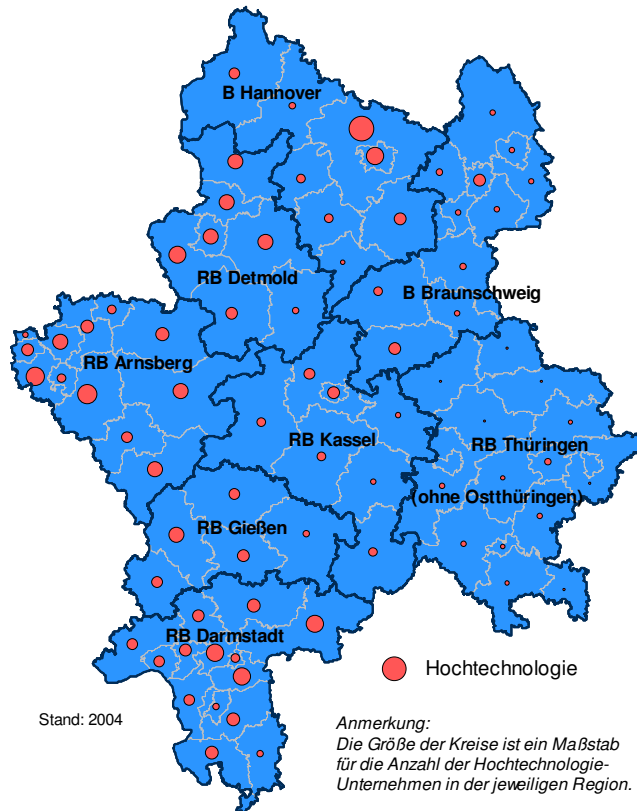 B Hannover
RB Detmold
B Braunschweig
RB Arnsberg
RB Kassel
RB Thüringen
(ohne Ostthüringen)
RB Gießen
RB Darmstadt
Hochtechnologie
Stand: 2004
Anmerkung:
Die Größe der Kreise ist ein Maßstab
für die Anzahl der Hochtechnologie-
Unternehmen in der jeweiligen Region.